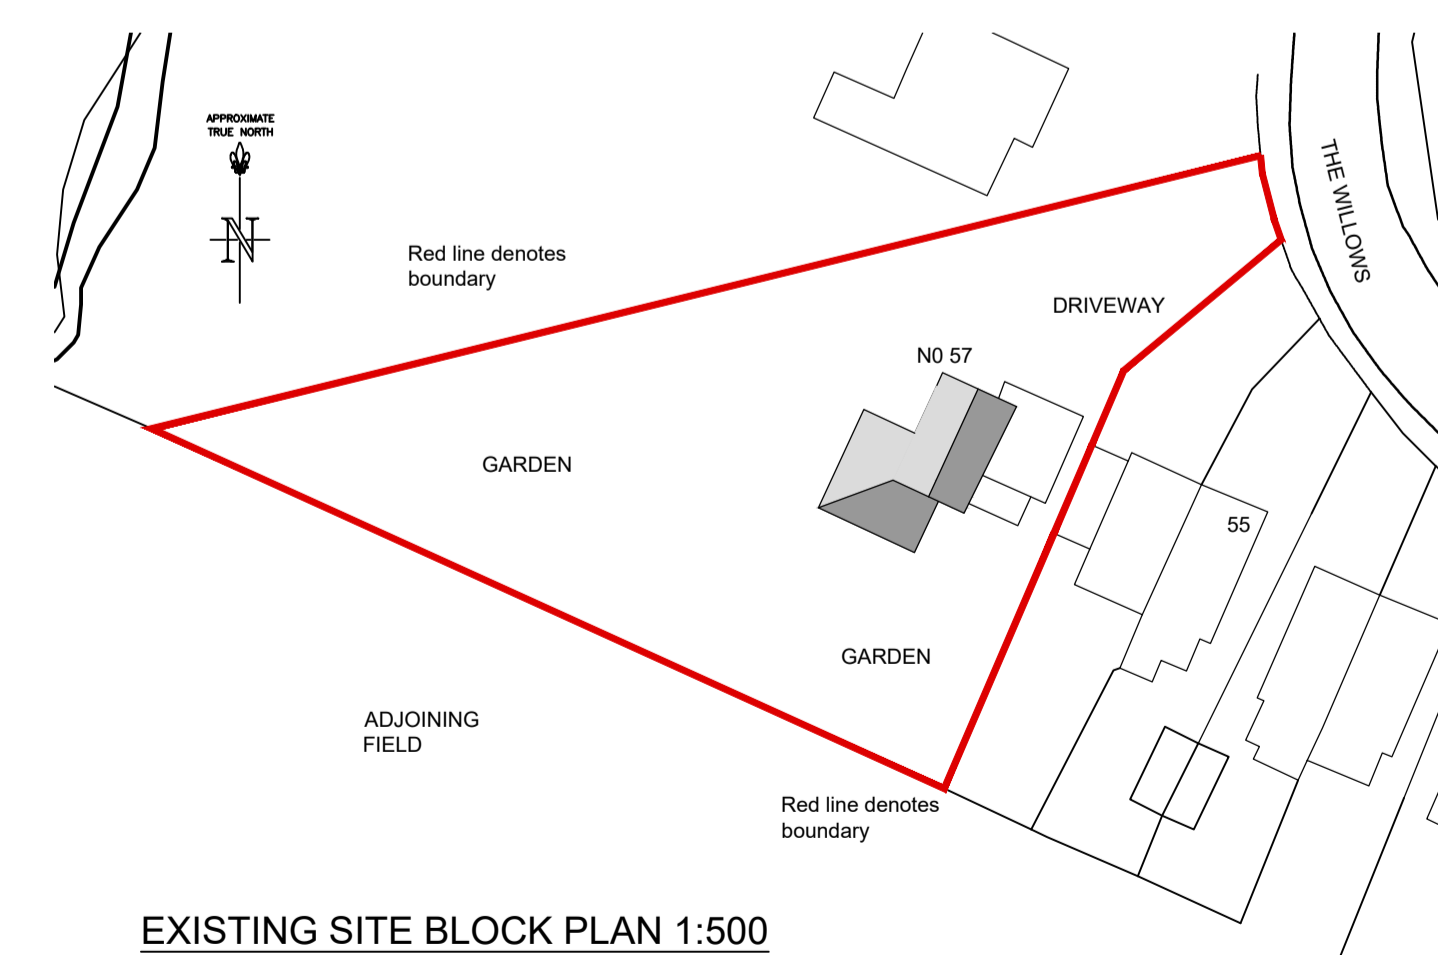 APPROXIMATE
TRUE NORTH
N
THE WILLOWS
Red line denotes
boundary
DRIVEWAY
N0 57
GARDEN
55
GARDEN
ADJOINING
FIELD
Red line denotes
boundary
EXISTING SITE BLOCK PLAN 1:500